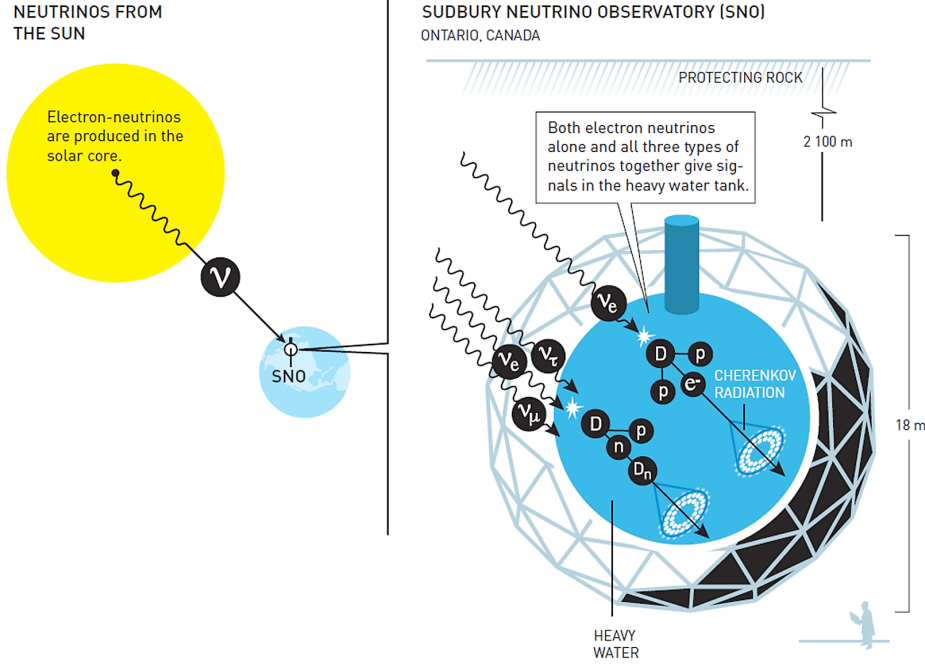 NEUTRINOS FROM
THE SUN
Electron-neutrinos
are produced in the
solar core.
ν
SNO
SUDBURY NEUTRINO OBSERVATORY (SNO)
ONTARIO, CANADA
PROTECTING ROCK
2 100 m
Both electron neutrinos
alone and all three types of
neutrinos together give sig-
nals in the heavy water tank.
νe
νe
ντ
νμ
D
p
p
e-
CHERENKOV
RADIATION
D
p
n
Dn
18 m
HEAVY
WATER